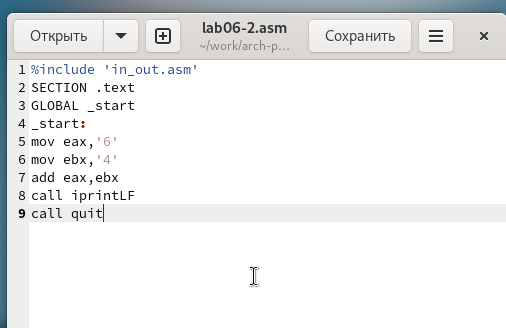 Открыть
lab06-2.asm
~/work/arch-p...
Сохранить
1 %include 'in_out.asm'
2 SECTION .text
3 GLOBAL _start
4 _start:
5 mov eax,'6'
6 mov ebx,'4'
7 add eax,ebx
8 call iprintLF
9 call quit